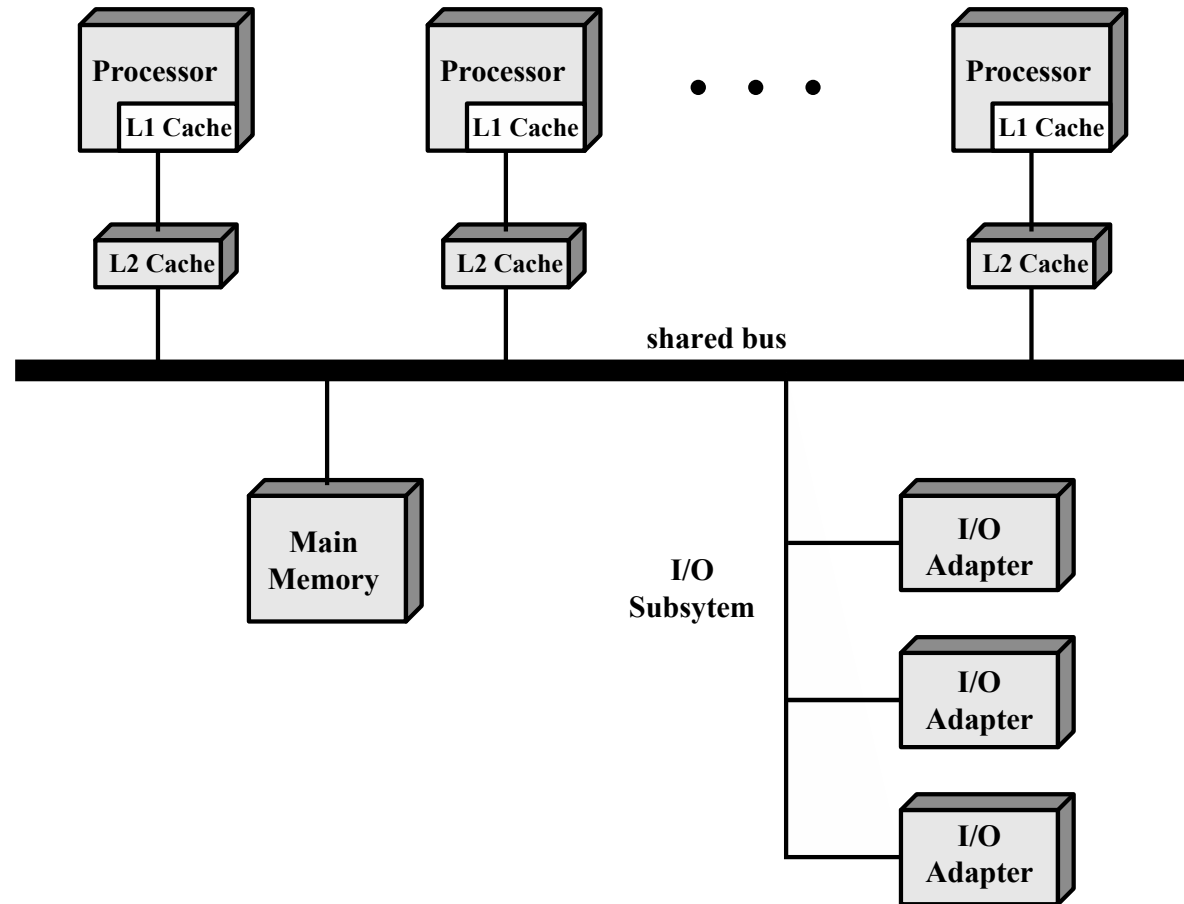 Processor
L1 Cache
L2 Cache
Processor
L1 Cache
L2 Cache
• • •
Processor
L1 Cache
L2 Cache
shared bus
Main
Memory
I/O
Subsytem
I/O
Adapter
I/O
Adapter
I/O
Adapter